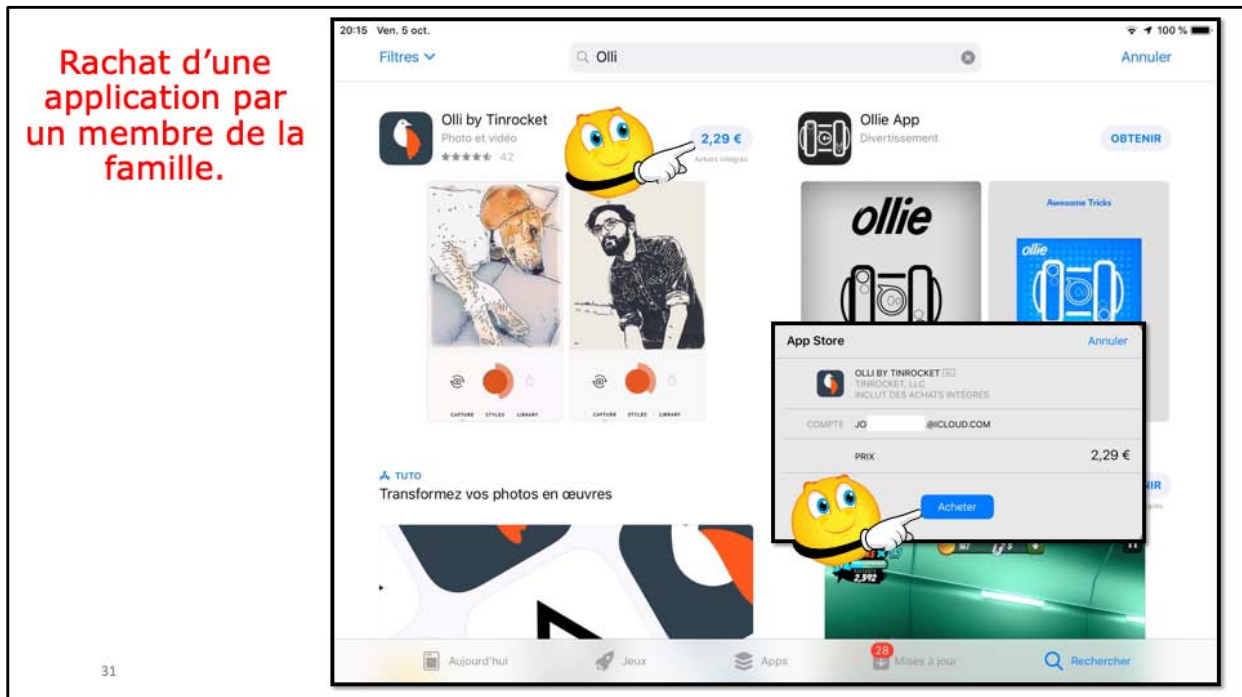 Rachat d'une
application par
un membre de la
famille.
20:15 Ven. 5 oct.
100 %
Filtres
Olli
Annuler
Olli by Tinrocket
Photo et vidéo
42
2,29 €
Achats intégrés
Ollie App
Divertissement
OBTENIR
ollie
Awesome Tricks
ollie
CAPTURE STYLES LIBRARY
CAPTURE STYLES LIBRARY
App Store
Annuler
OLLI BY TINROCKET
TINROCKET, LLC
INCLUT DES ACHATS INTÉGRÉS
COMPTE JO .@ICLOUD.COM
PRIX 2,29 €
Acheter
TUTO
Transformez vos photos en œuvres
2,392
28
Aujourd'hui
Jeux
Apps
Mises à jour
Rechercher
31